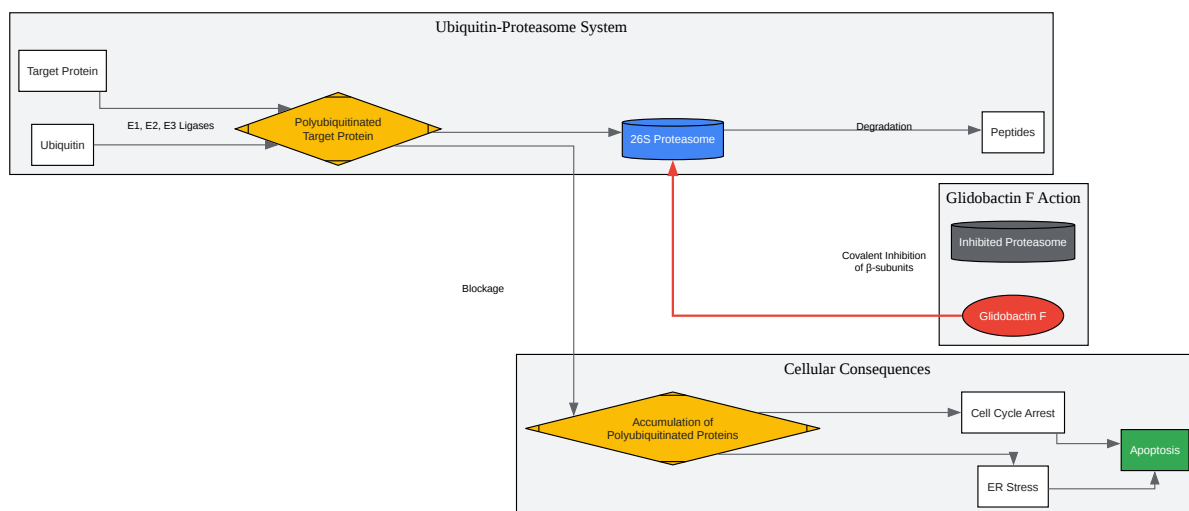 Ubiquitin-Proteasome System
Target Protein
E1, E2, E3 Ligases
Ubiquitin
Polyubiquitinated
Target Protein
26S Proteasome
Degradation
Peptides
Glidobactin F Action
Inhibited Proteasome
Covalent Inhibition
of β-subunits
Glidobactin F
Blockage
Cellular Consequences
Accumulation of
Polyubiquitinated Proteins
Cell Cycle Arrest
ER Stress
Apoptosis